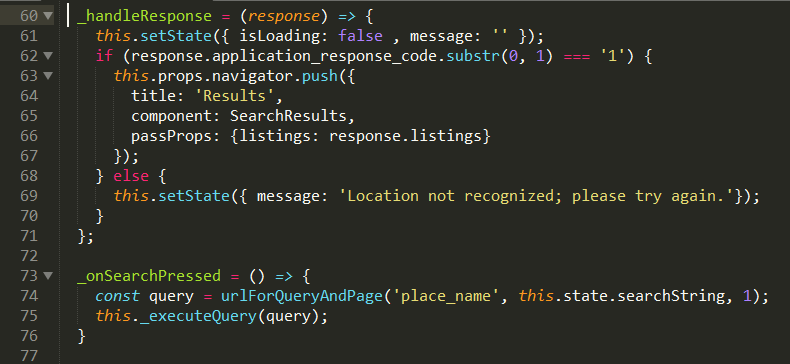 60 _handleResponse = (response) => {
61 this.setState({ isLoading: false , message: '' });
62 if (response.application_response_code.substr(0, 1) === '1') {
63 this.props.navigator.push({
64 title: 'Results',
65 component: SearchResults,
66 passProps: {listings: response.listings}
67 });
68 } else {
69 this.setState({ message: 'Location not recognized; please try again.'});
70 }
71 };
72
73 _onSearchPressed = () => {
74 const query = urlForQueryAndPage('place_name', this.state.searchString, 1);
75 this._executeQuery(query);
76 }
77